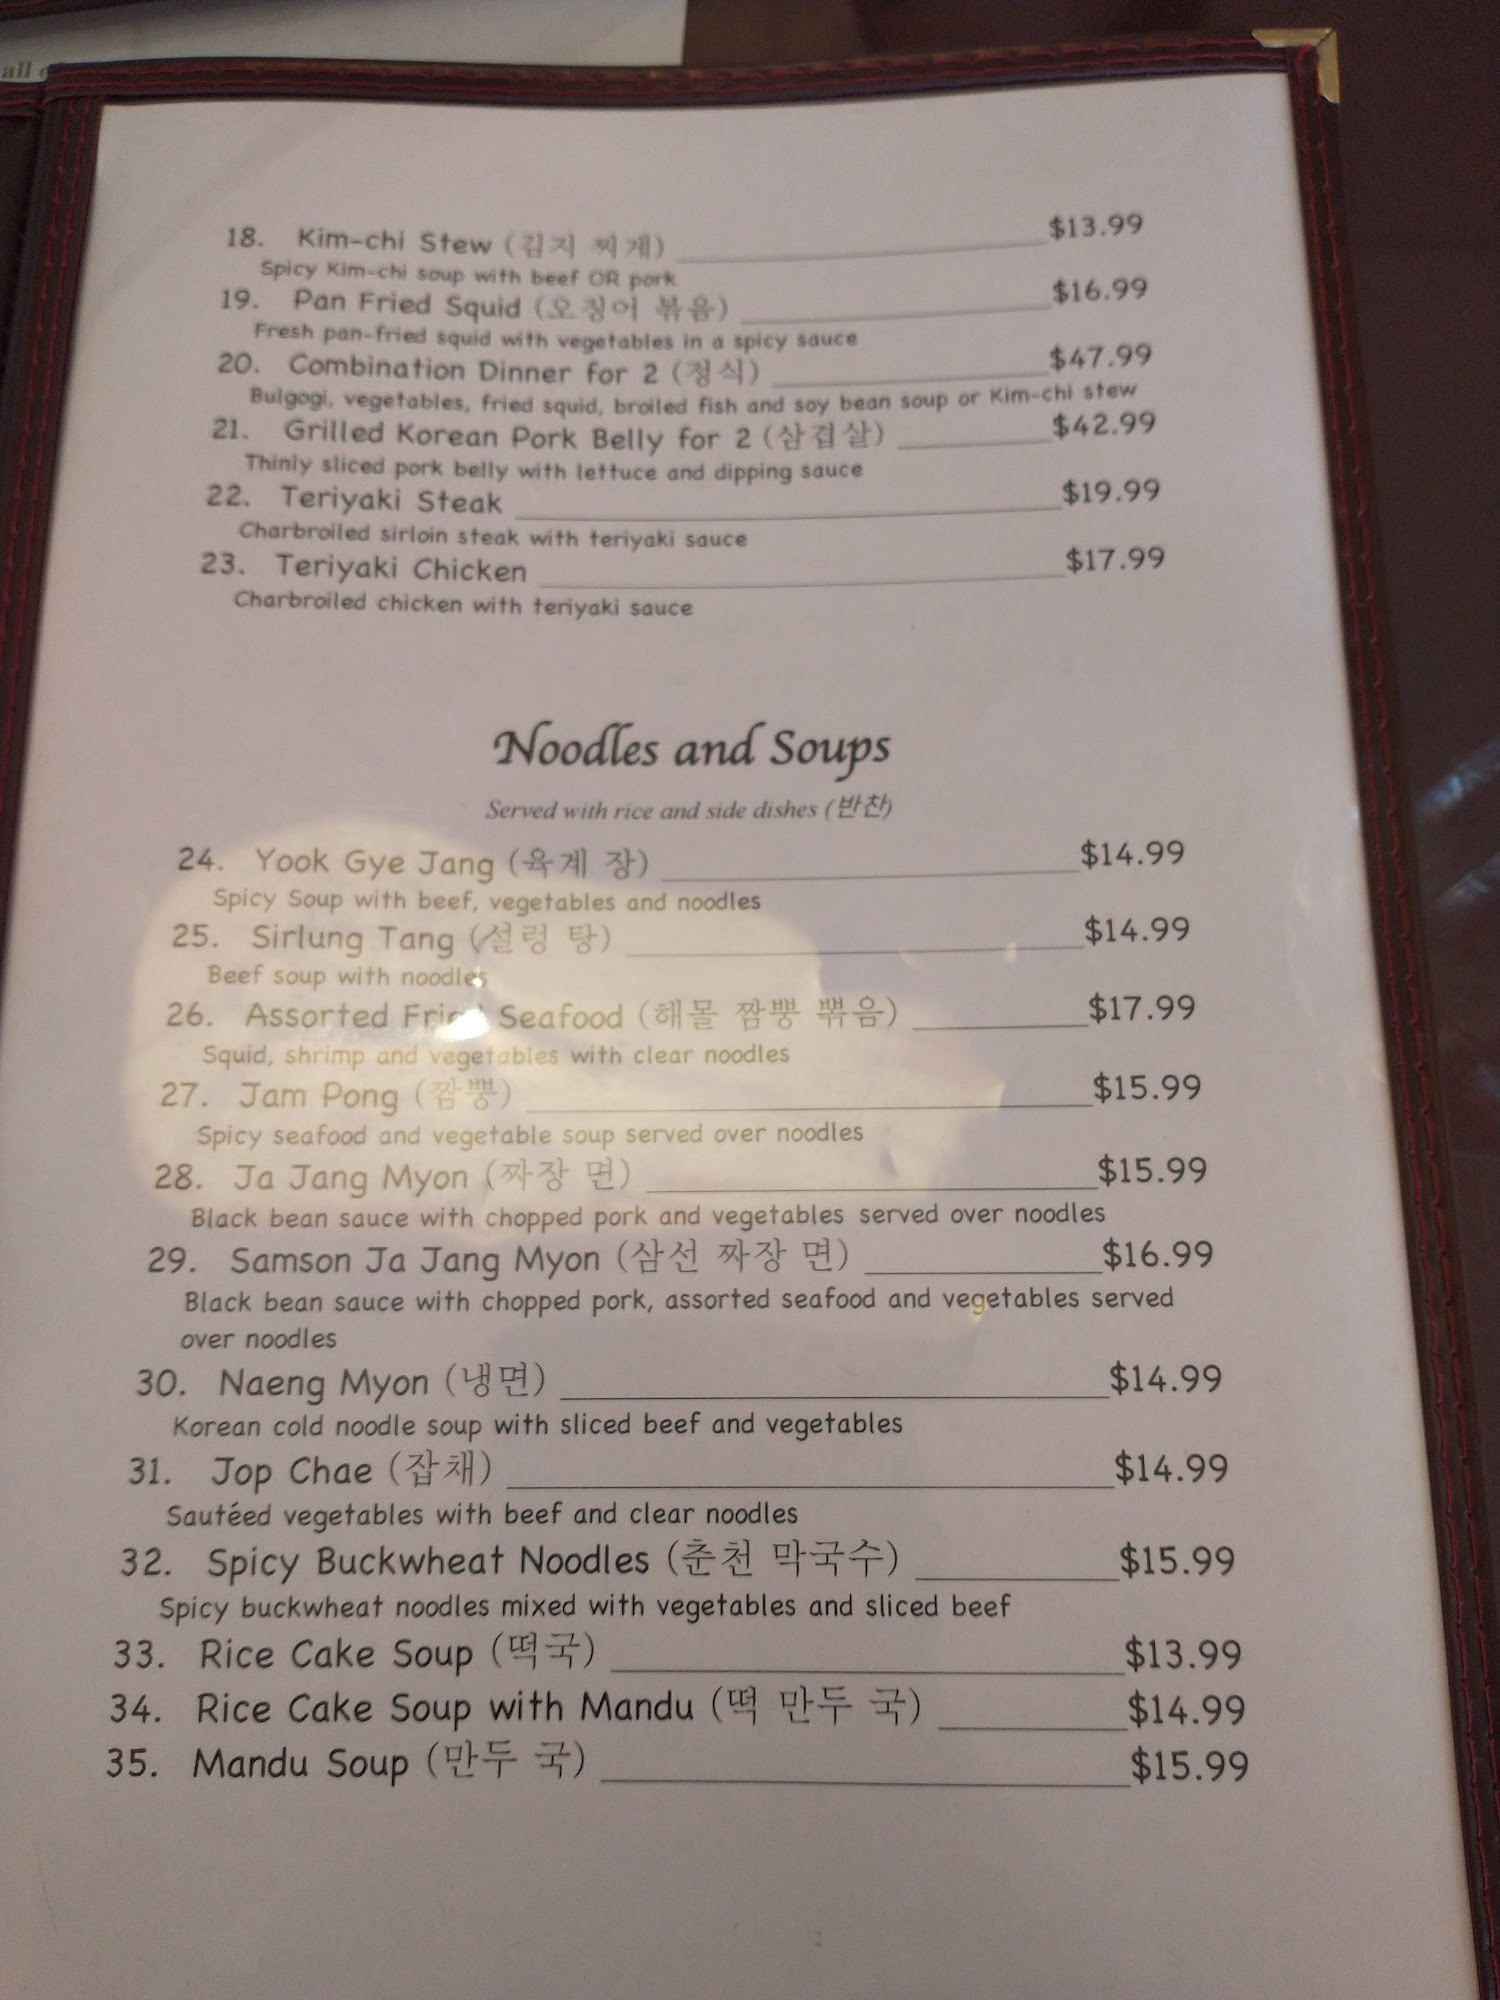 all
18. Kim-chi Stew (김치 찌개) $13.99
Spicy Kim-chi soup with beef OR pork
19. Pan Fried Squid (오징어 볶음) $16.99
Fresh pan-fried squid with vegetables in a spicy sauce
20. Combination Dinner for 2 (정식) $47.99
Bulgogi, vegetables, fried squid, broiled fish and soy bean soup or Kim-chi stew
21. Grilled Korean Pork Belly for 2 (삼겹살) $42.99
Thinly sliced pork belly with lettuce and dipping sauce
22. Teriyaki Steak $19.99
Charbroiled sirloin steak with teriyaki sauce
23. Teriyaki Chicken $17.99
Charbroiled chicken with teriyaki sauce
Noodles and Soups
Served with rice and side dishes (반찬)
24. Yook Gye Jang (육계 장) $14.99
Spicy Soup with beef, vegetables and noodles
25. Sirlung Tang (설렁 탕) $14.99
Beef soup with noodles
26. Assorted Fried Seafood (해물 짬뽕 볶음) $17.99
Squid, shrimp and vegetables with clear noodles
27. Jam Pong (짬뽕) $15.99
Spicy seafood and vegetable soup served over noodles
28. Ja Jang Myon (짜장 면) $15.99
Black bean sauce with chopped pork and vegetables served over noodles
29. Samson Ja Jang Myon (삼선 짜장 면) $16.99
Black bean sauce with chopped pork, assorted seafood and vegetables served
over noodles
30. Naeng Myon (냉면) $14.99
Korean cold noodle soup with sliced beef and vegetables
31. Jop Chae (잡채) $14.99
Sautéed vegetables with beef and clear noodles
32. Spicy Buckwheat Noodles (춘천 막국수) $15.99
Spicy buckwheat noodles mixed with vegetables and sliced beef
33. Rice Cake Soup (떡국) $13.99
34. Rice Cake Soup with Mandu (떡 만두 국) $14.99
35. Mandu Soup (만두 국) $15.99